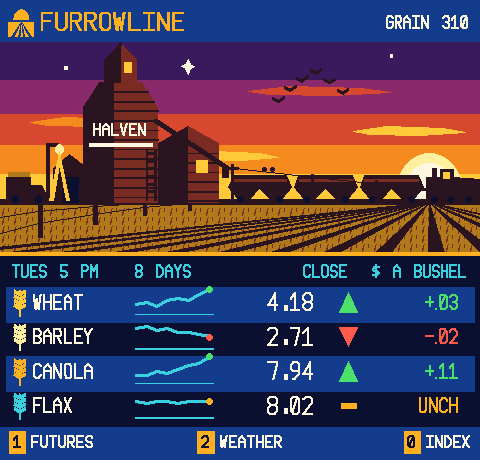 FURROWLINE GRAIN 310
HALVEN
TUES 5 PM 8 DAYS CLOSE $ A BUSHEL
WHEAT 4.18 +.03
BARLEY 2.71 -.02
CANOLA 7.94 +.11
FLAX 8.02 UNCH
1 FUTURES 2 WEATHER 0 INDEX